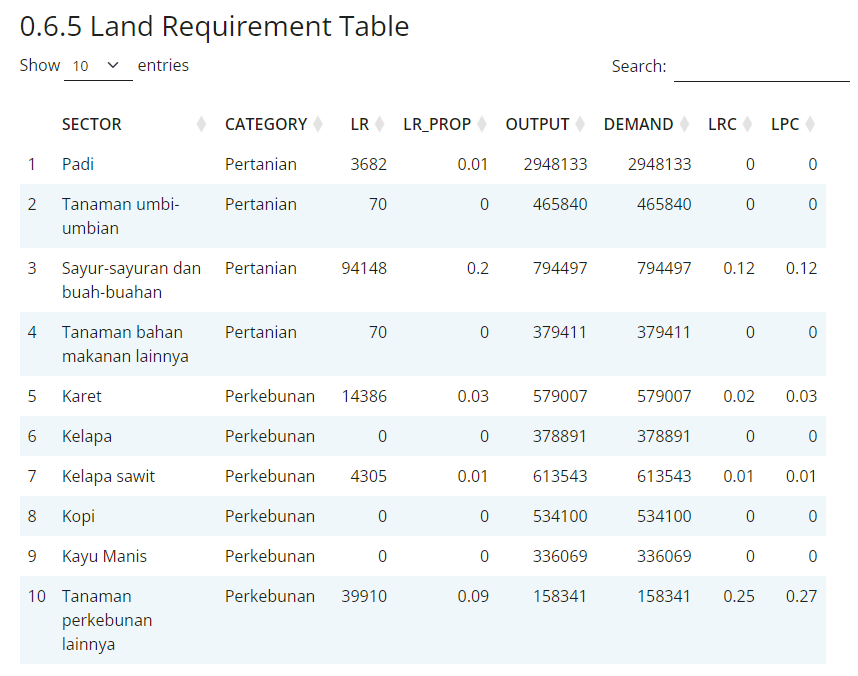 0.6.5 Land Requirement Table
Show 10 entries
Search:
SECTOR CATEGORY LR LR_PROP OUTPUT DEMAND LRC LPC
1 Padi Pertanian 3682 0.01 2948133 2948133 0 0
2 Tanaman umbi- Pertanian 70 0 465840 465840 0 0
umbian
3 Sayur-sayuran dan Pertanian 94148 0.2 794497 794497 0.12 0.12
buah-buahan
4 Tanaman bahan Pertanian 70 0 379411 379411 0 0
makanan lainnya
5 Karet Perkebunan 14386 0.03 579007 579007 0.02 0.03
6 Kelapa Perkebunan 0 0 378891 378891 0 0
7 Kelapa sawit Perkebunan 4305 0.01 613543 613543 0.01 0.01
8 Kopi Perkebunan 0 0 534100 534100 0 0
9 Kayu Manis Perkebunan 0 0 336069 336069 0 0
10 Tanaman Perkebunan 39910 0.09 158341 158341 0.25 0.27
perkebunan
lainnya